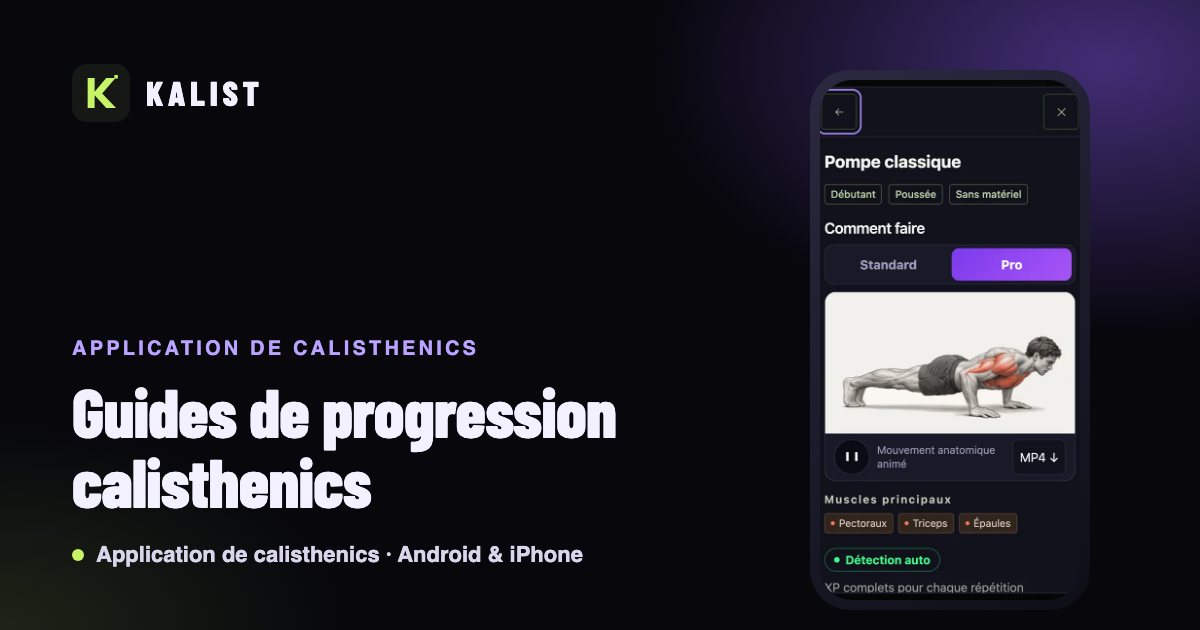 KALIST
APPLICATION DE CALISTHENICS
Guides de progression
calisthenics
Application de calisthenics · Android & iPhone
Pompe classique
Débutant
Poussée
Sans matériel
Comment faire
Standard
Pro
Mouvement anatomique
animé
MP4 ↓
Muscles principaux
Pectoraux
Triceps
Épaules
Détection auto
XP complets pour chaque répétition